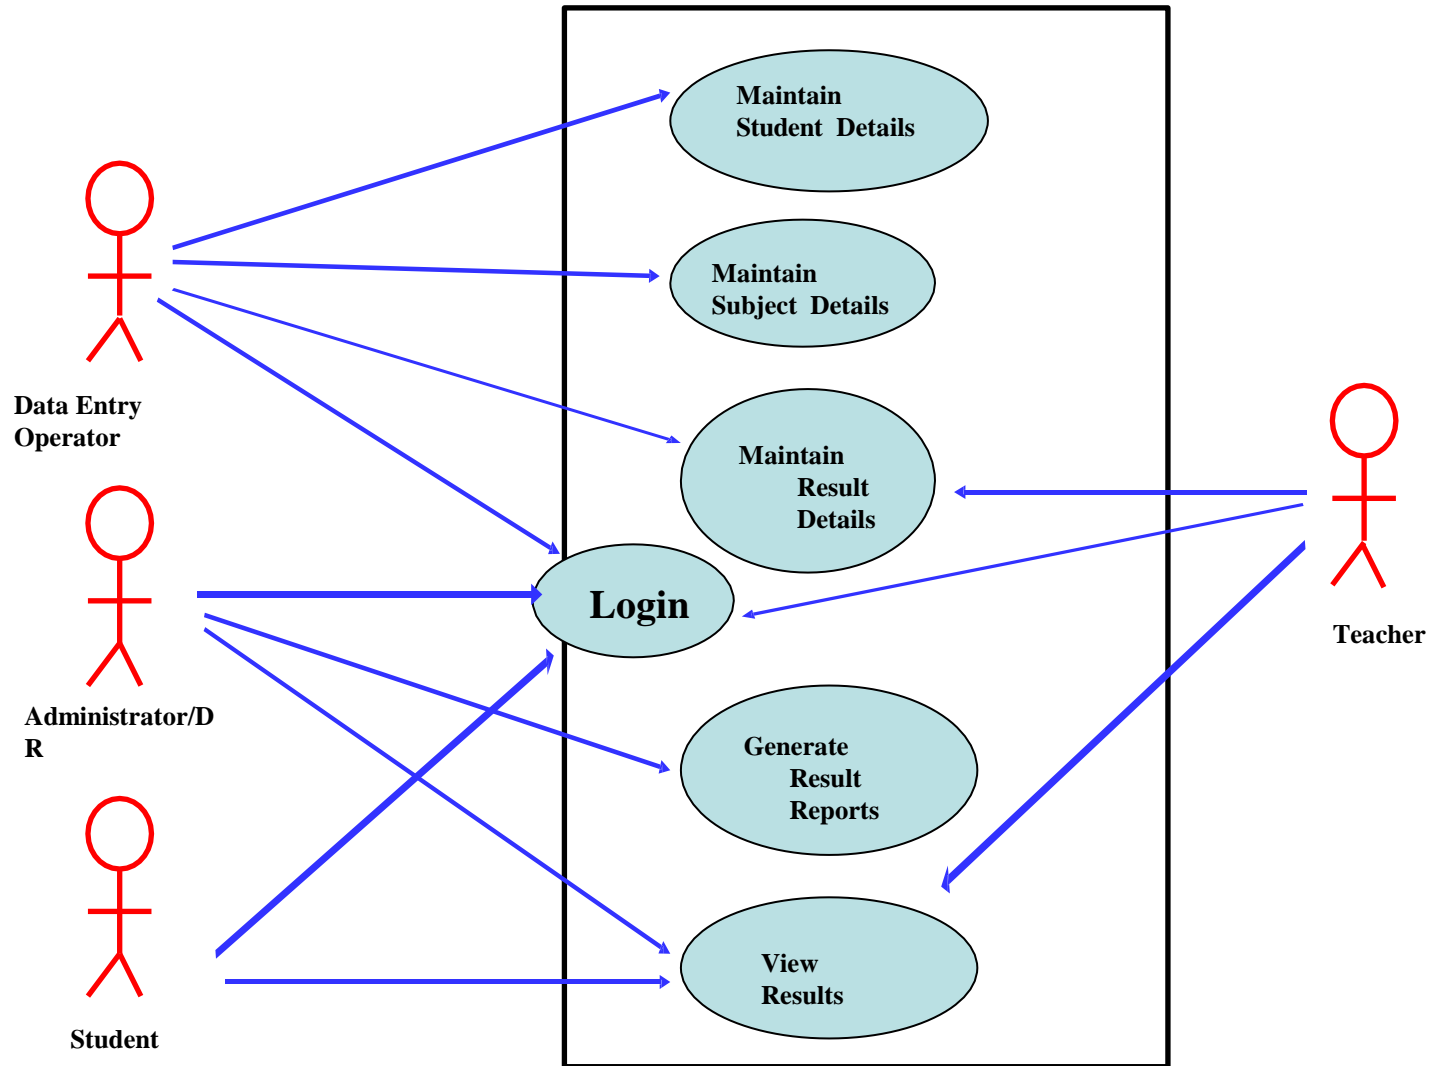 Maintain
Student Details
Maintain
Subject Details
Data Entry
Operator
Maintain
Result
Details
Login
Teacher
Administrator/D
R
Generate
Result
Reports
View
Results
Student